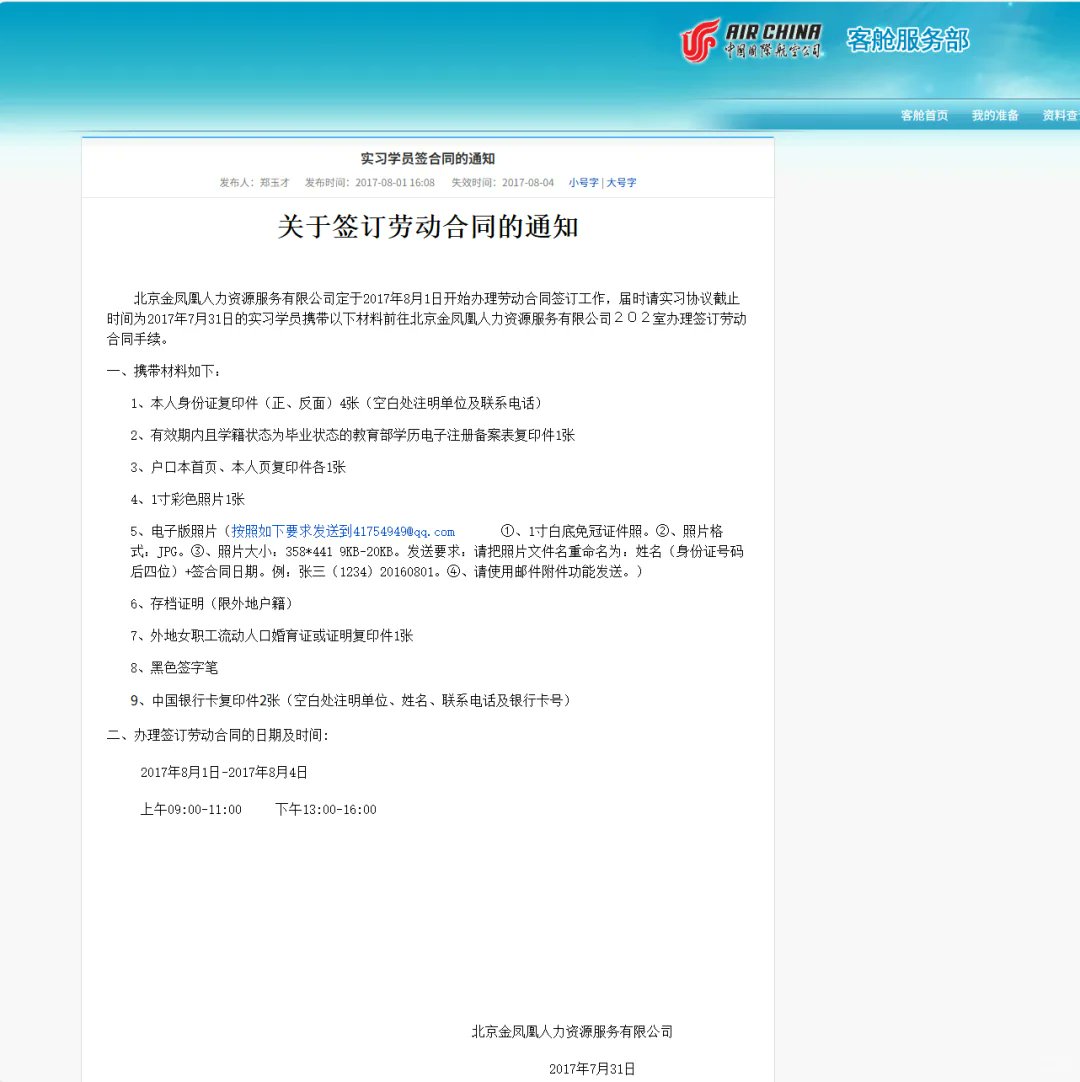 AIR CHINA
中国国际航空公司
客舱服务部
客舱首页 我的准备 资料查
实习学员签合同的通知
发布人：郑玉才 发布时间：2017-08-01 16:08 失效时间：2017-08-04 小号字 | 大号字
关于签订劳动合同的通知
北京金凤凰人力资源服务有限公司定于2017年8月1日开始办理劳动合同签订工作，届时请实习协议截止
时间为2017年7月31日的实习学员携带以下材料前往北京金凤凰人力资源服务有限公司２０２室办理签订劳动
合同手续。
一、携带材料如下：
1、本人身份证复印件（正、反面）4张（空白处注明单位及联系电话）
2、有效期内且学籍状态为毕业状态的教育部学历电子注册备案表复印件1张
3、户口本首页、本人页复印件各1张
4、1寸彩色照片1张
5、电子版照片（按照如下要求发送到41754949@qq.com ①、1寸白底免冠证件照。②、照片格
式：JPG。③、照片大小：358*441 9KB-20KB。发送要求：请把照片文件名重命名为：姓名（身份证号码
后四位）+签合同日期。例：张三（1234）20160801。④、请使用邮件附件功能发送。）
6、存档证明（限外地户籍）
7、外地女职工流动人口婚育证或证明复印件1张
8、黑色签字笔
9、中国银行卡复印件2张（空白处注明单位、姓名、联系电话及银行卡号）
二、办理签订劳动合同的日期及时间：
2017年8月1日-2017年8月4日
上午09:00-11:00 下午13:00-16:00
北京金凤凰人力资源服务有限公司
2017年7月31日